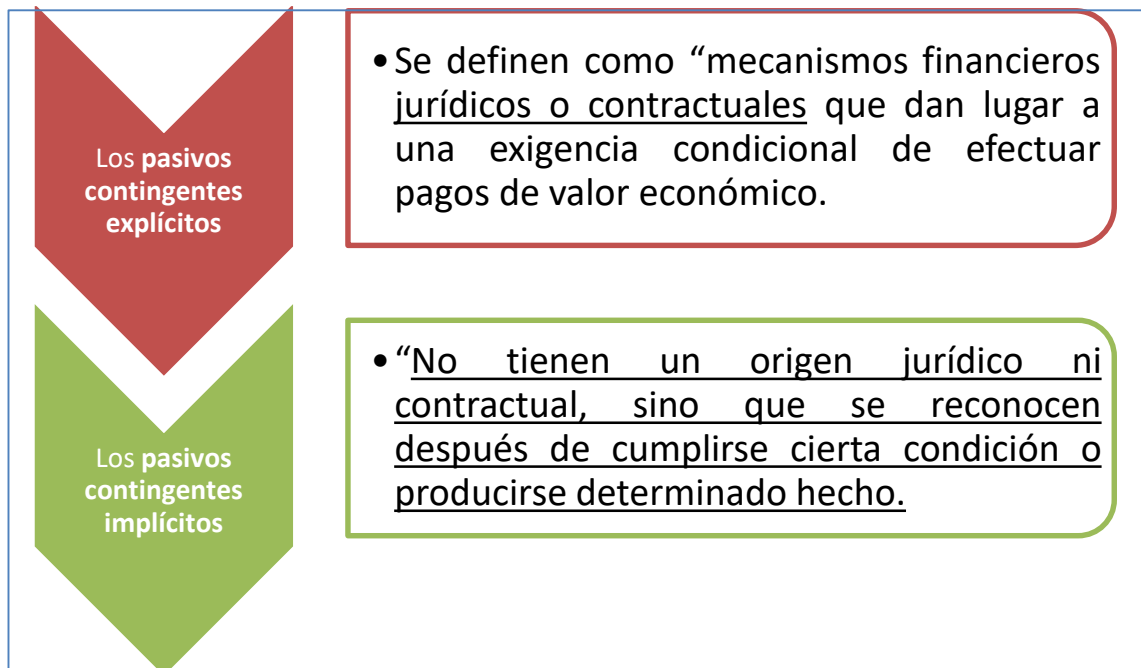 Los pasivos
contingentes
explícitos
• Se definen como “mecanismos financieros
jurídicos o contractuales que dan lugar a
una exigencia condicional de efectuar
pagos de valor económico.
Los pasivos
contingentes
implícitos
• “No tienen un origen jurídico ni
contractual, sino que se reconocen
después de cumplirse cierta condición o
producirse determinado hecho.